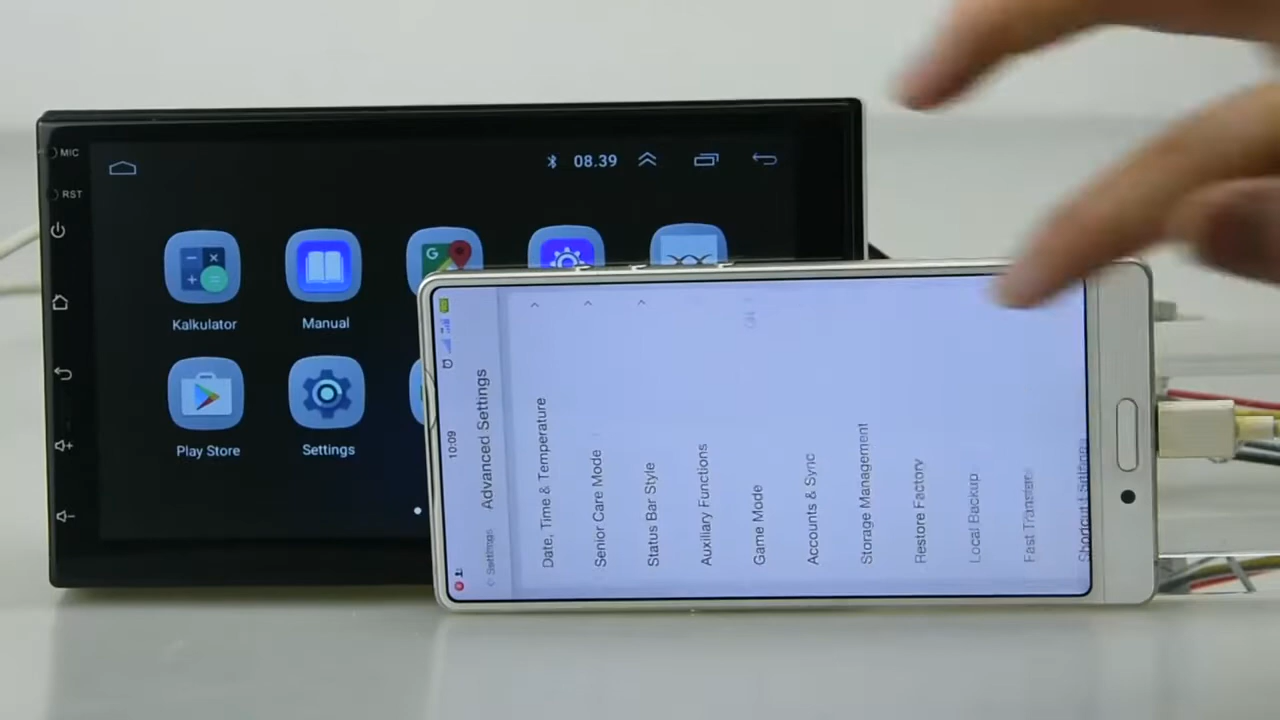 MIC
RST
08.39
G
Kalkulator
Manual
Play Store
Settings
10:09
Settings
Advanced Settings
Date, Time & Temperature
Senior Care Mode
Status Bar Style
Auxiliary Functions
Game Mode
Accounts & Sync
Storage Management
Restore Factory
Local Backup
Fast Transfer